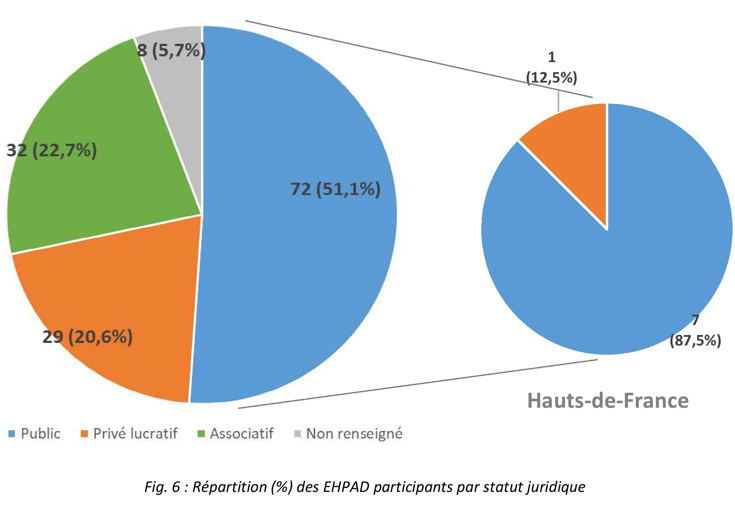 8 (5,7%)
1
(12,5%)
32 (22,7%)
72 (51,1%)
29 (20,6%)
7
(87,5%)
Hauts-de-France
Public Privé lucratif Associatif Non renseigné
Fig. 6 : Répartition (%) des EHPAD participants par statut juridique